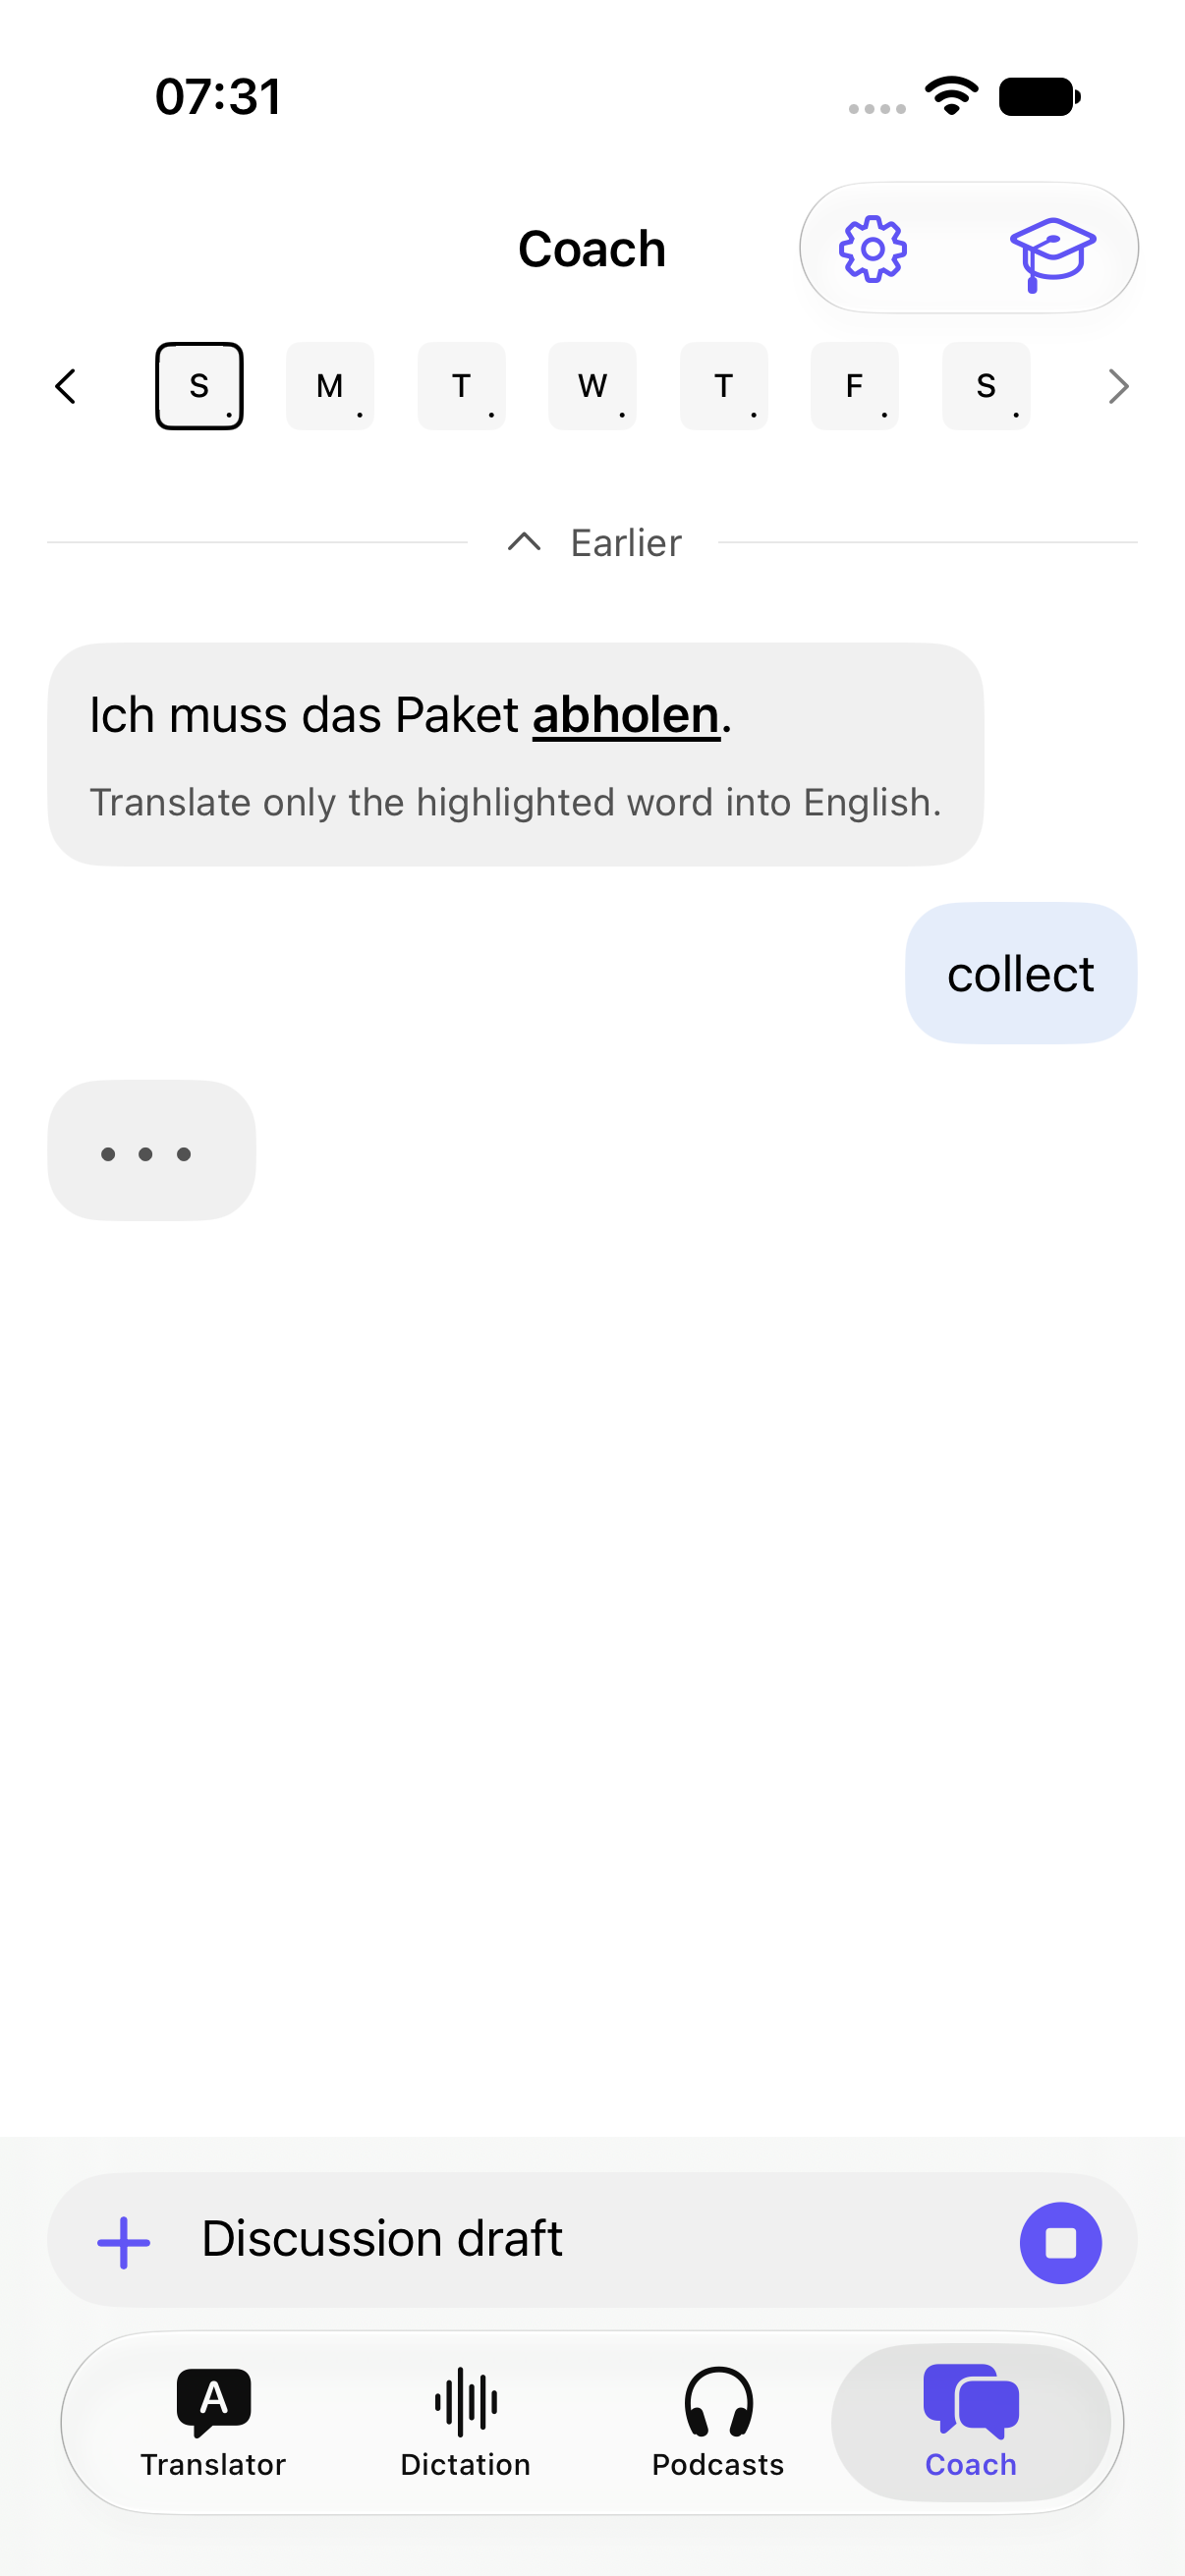 07:31
Coach
S M T W T F S
Earlier
Ich muss das Paket abholen.
Translate only the highlighted word into English.
collect
Discussion draft
A
Translator Dictation Podcasts Coach